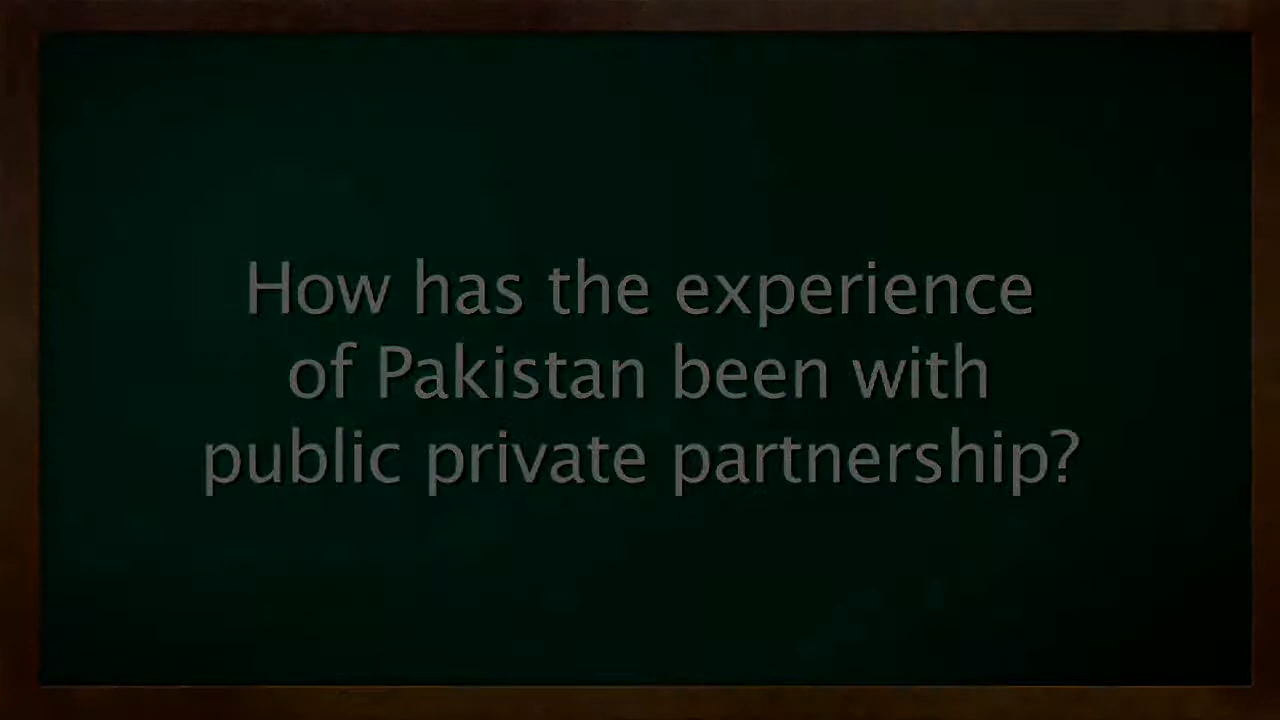 How has the experience
of Pakistan been with
public private partnership?